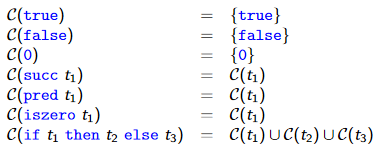 𝒞(true) = {true}
𝒞(false) = {false}
𝒞(0) = {0}
𝒞(succ t₁) = 𝒞(t₁)
𝒞(pred t₁) = 𝒞(t₁)
𝒞(iszero t₁) = 𝒞(t₁)
𝒞(if t₁ then t₂ else t₃) = 𝒞(t₁) ∪ 𝒞(t₂) ∪ 𝒞(t₃)